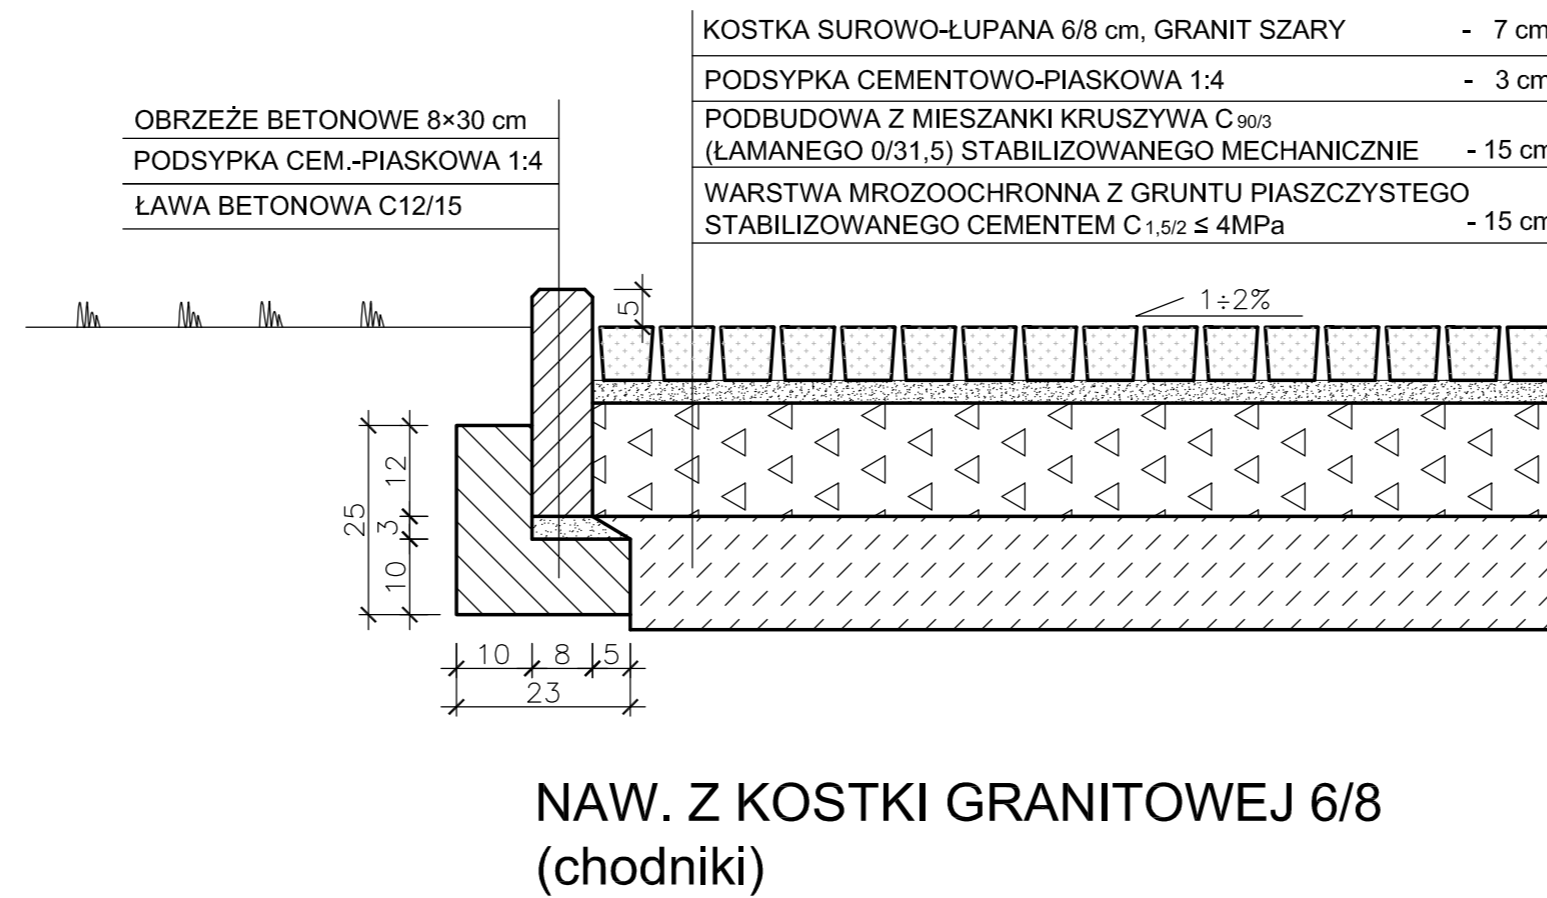 KOSTKA SUROWO-ŁUPANA 6/8 cm, GRANIT SZARY - 7 cm
PODSYPKA CEMENTOWO-PIASKOWA 1:4 - 3 cm
PODBUDOWA Z MIESZANKI KRUSZYWA C 90/3
(ŁAMANEGO 0/31,5) STABILIZOWANEGO MECHANICZNIE - 15 cm
WARSTWA MROZOOCHRONNA Z GRUNTU PIASZCZYSTEGO
STABILIZOWANEGO CEMENTEM C 1,5/2 ≤ 4MPa - 15 cm
OBRZEŻE BETONOWE 8×30 cm
PODSYPKA CEM.-PIASKOWA 1:4
ŁAWA BETONOWA C12/15
5
1÷2%
25
12
3
10
10 8 5
23
NAW. Z KOSTKI GRANITOWEJ 6/8
(chodniki)